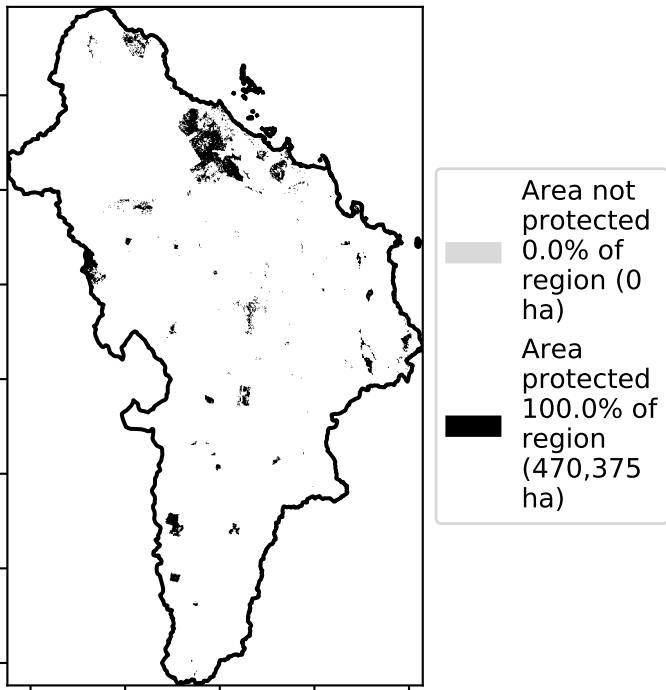 Area not
protected
0.0% of
region (0
ha)
Area
protected
100.0% of
region
(470,375
ha)